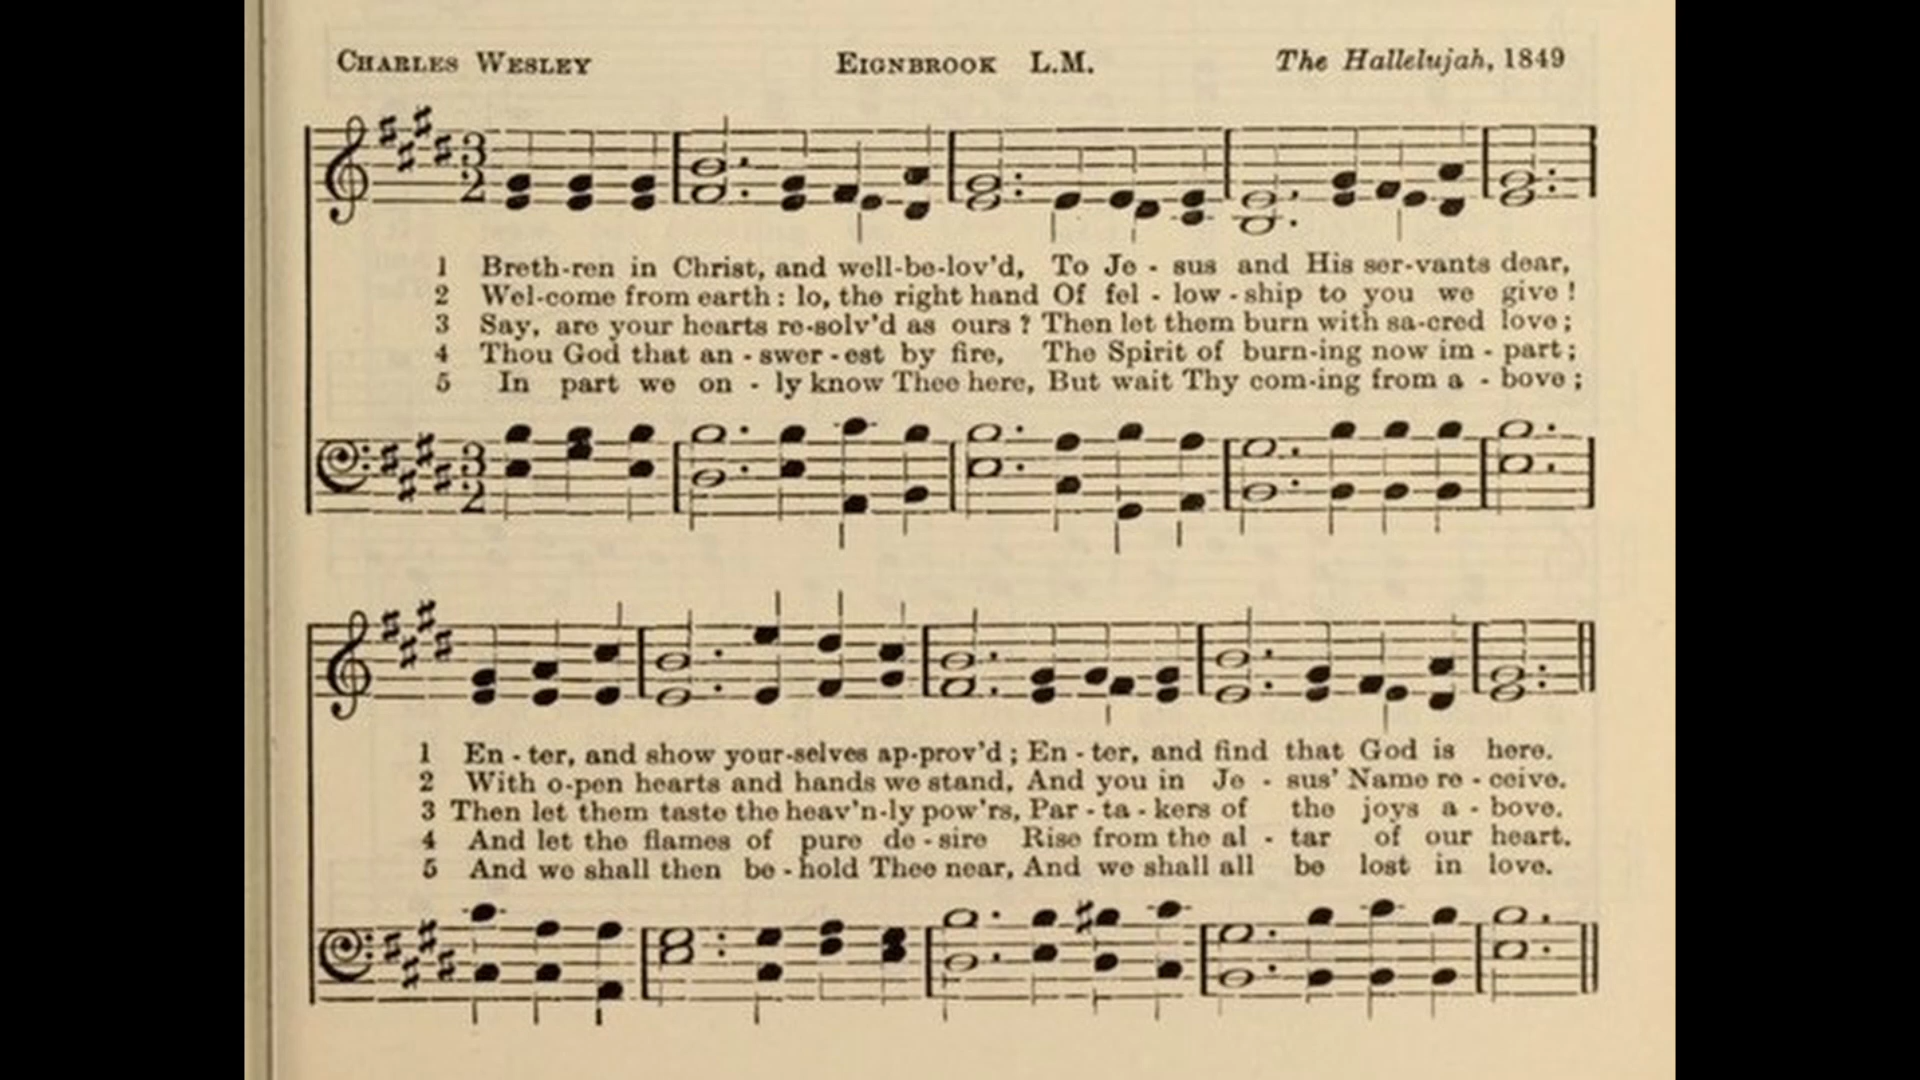 CHARLES WESLEY EIGNBROOK L.M. The Hallelujah, 1849
3
2
1 Breth-ren in Christ, and well-be-lov'd, To Je - sus and His ser-vants dear,
2 Wel-come from earth : lo, the right hand Of fel - low - ship to you we give !
3 Say, are your hearts re-solv'd as ours ? Then let them burn with sa-cred love ;
4 Thou God that an - swer - est by fire, The Spirit of burn-ing now im - part ;
5 In part we on - ly know Thee here, But wait Thy com-ing from a - bove ;
3
2
1 En - ter, and show your-selves ap-prov'd ; En - ter, and find that God is here.
2 With o-pen hearts and hands we stand, And you in Je - sus' Name re - ceive.
3 Then let them taste the heav'n-ly pow'rs, Par - ta - kers of the joys a - bove.
4 And let the flames of pure de - sire Rise from the al - tar of our heart.
5 And we shall then be - hold Thee near, And we shall all be lost in love.